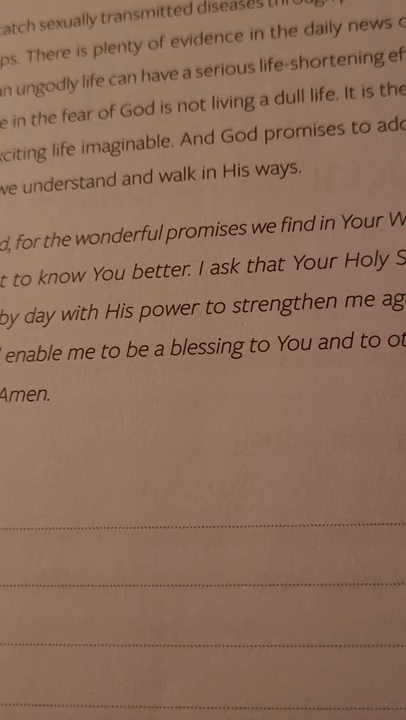 catch sexually transmitted diseases through
ps. There is plenty of evidence in the daily news
an ungodly life can have a serious life-shortening ef
e in the fear of God is not living a dull life. It is the
xciting life imaginable. And God promises to add
we understand and walk in His ways.
d, for the wonderful promises we find in Your W
t to know You better. I ask that Your Holy S
by day with His power to strengthen me ag
enable me to be a blessing to You and to ot
Amen.